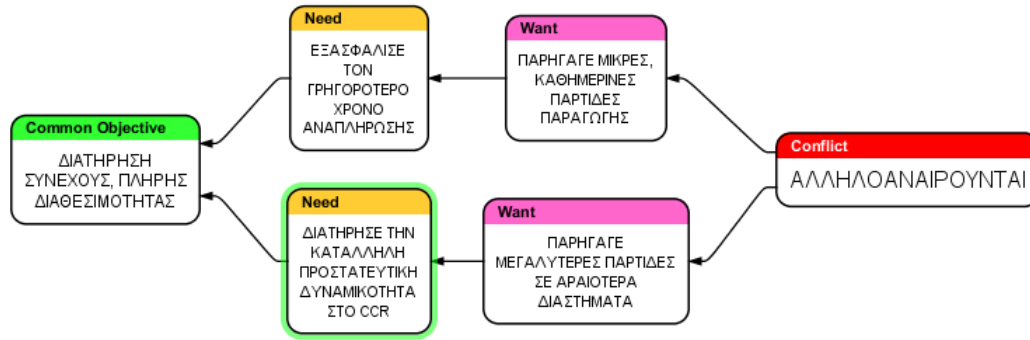 Need
ΕΞΑΣΦΑΛΙΣΕ
ΤΟΝ
ΓΡΗΓΟΡΟΤΕΡΟ
ΧΡΟΝΟ
ΑΝΑΠΛΗΡΩΣΗΣ
Want
ΠΑΡΗΓΑΓΕ ΜΙΚΡΕΣ,
ΚΑΘΗΜΕΡΙΝΕΣ
ΠΑΡΤΙΔΕΣ
ΠΑΡΑΓΩΓΗΣ
Common Objective
ΔΙΑΤΗΡΗΣΗ
ΣΥΝΕΧΟΥΣ, ΠΛΗΡΗΣ
ΔΙΑΘΕΣΙΜΟΤΗΤΑΣ
Conflict
ΑΛΛΗΛΟΑΝΑΙΡΟΥΝΤΑΙ
Need
ΔΙΑΤΗΡΗΣΕ ΤΗΝ
ΚΑΤΑΛΛΗΛΗ
ΠΡΟΣΤΑΤΕΥΤΙΚΗ
ΔΥΝΑΜΙΚΟΤΗΤΑ
ΣΤΟ CCR
Want
ΠΑΡΗΓΑΓΕ
ΜΕΓΑΛΥΤΕΡΕΣ ΠΑΡΤΙΔΕΣ
ΣΕ ΑΡΑΙΟΤΕΡΑ
ΔΙΑΣΤΗΜΑΤΑ